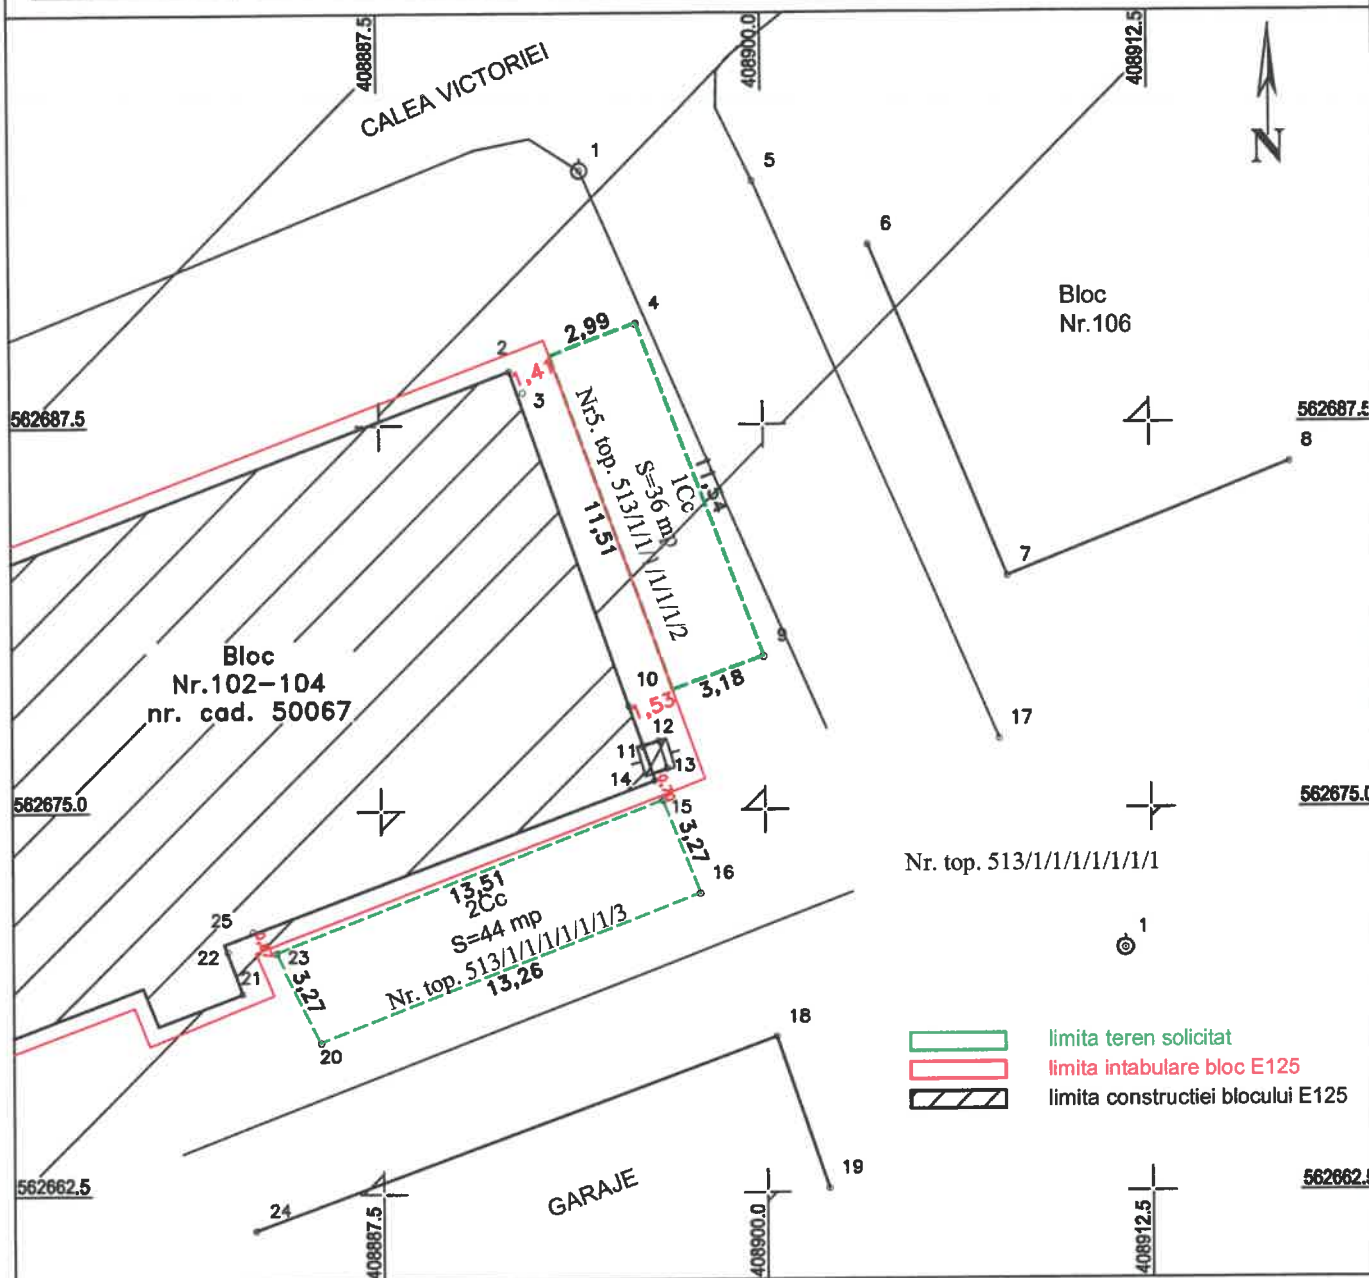 408887.5
408900.0
408912.5
CALEA VICTORIEI
N
1
5
6
4
Bloc
Nr.106
2,99
2
1,41
3
562687.5
562687.5
8
Nr5. top. 513/1/1/1/1/1/1/2
S=36 mp
1Cc
11,54
11,51
7
9
Bloc
Nr.102-104
nr. cad. 50067
10
3,18
1,53
17
12
11
13
14
0,70
562675.0
15
562675.0
3,27
16
Nr. top. 513/1/1/1/1/1/1/1
13,51
2Cc
S=44 mp
Nr. top. 513/1/1/1/1/1/1/3
13,26
25
22
23
21
3,27
20
1
18
limita teren solicitat
limita intabulare bloc E125
limita constructiei blocului E125
19
562662.5
562662.5
GARAJE
24
408887.5
408900.0
408912.5